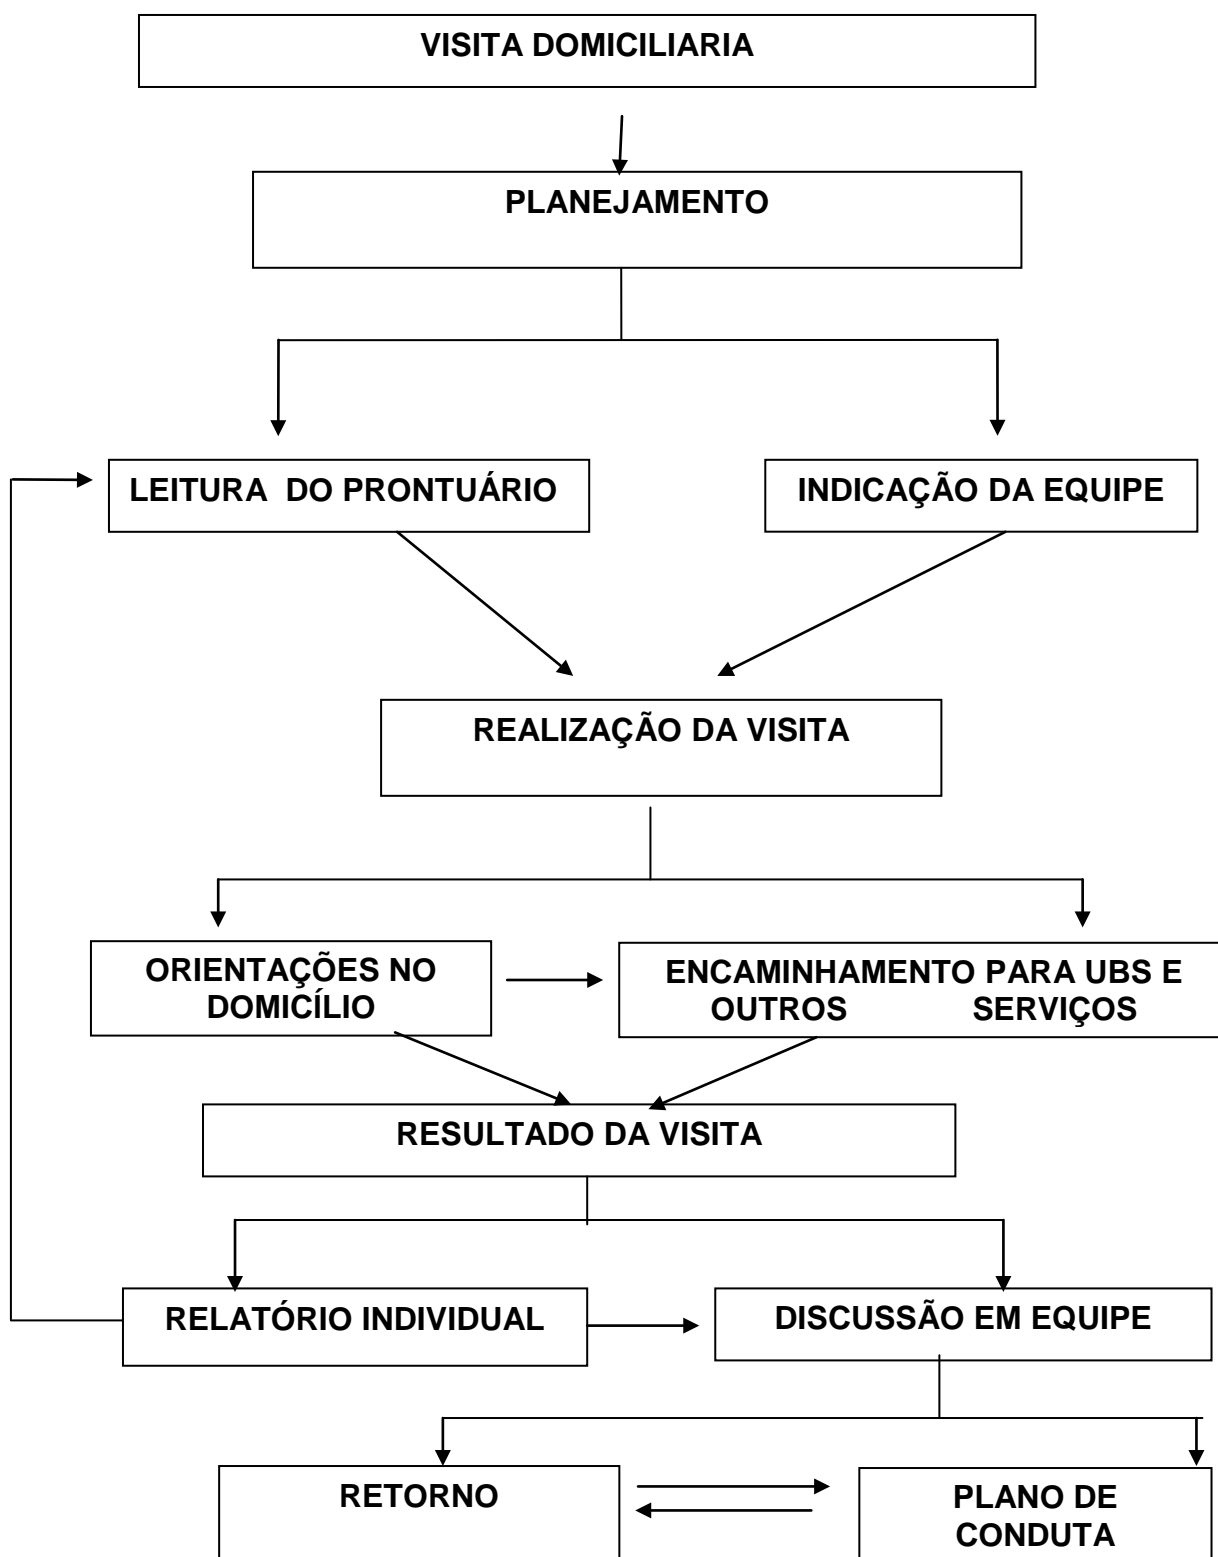 VISITA DOMICILIARIA
PLANEJAMENTO
LEITURA DO PRONTUÁRIO
INDICAÇÃO DA EQUIPE
REALIZAÇÃO DA VISITA
ORIENTAÇÕES NO
DOMICÍLIO
ENCAMINHAMENTO PARA UBS E
OUTROS SERVIÇOS
RESULTADO DA VISITA
RELATÓRIO INDIVIDUAL
DISCUSSÃO EM EQUIPE
RETORNO
PLANO DE
CONDUTA